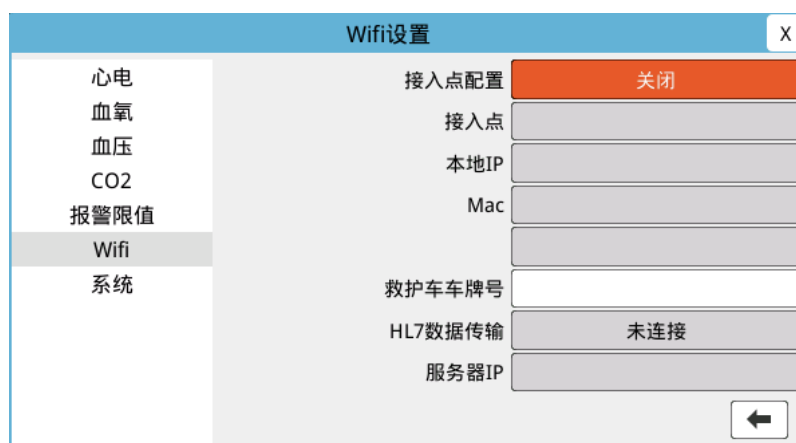 Wifi设置
X
心电
血氧
血压
CO2
报警限值
Wifi
系统
接入点配置 关闭
接入点
本地IP
Mac
救护车车牌号
HL7数据传输 未连接
服务器IP